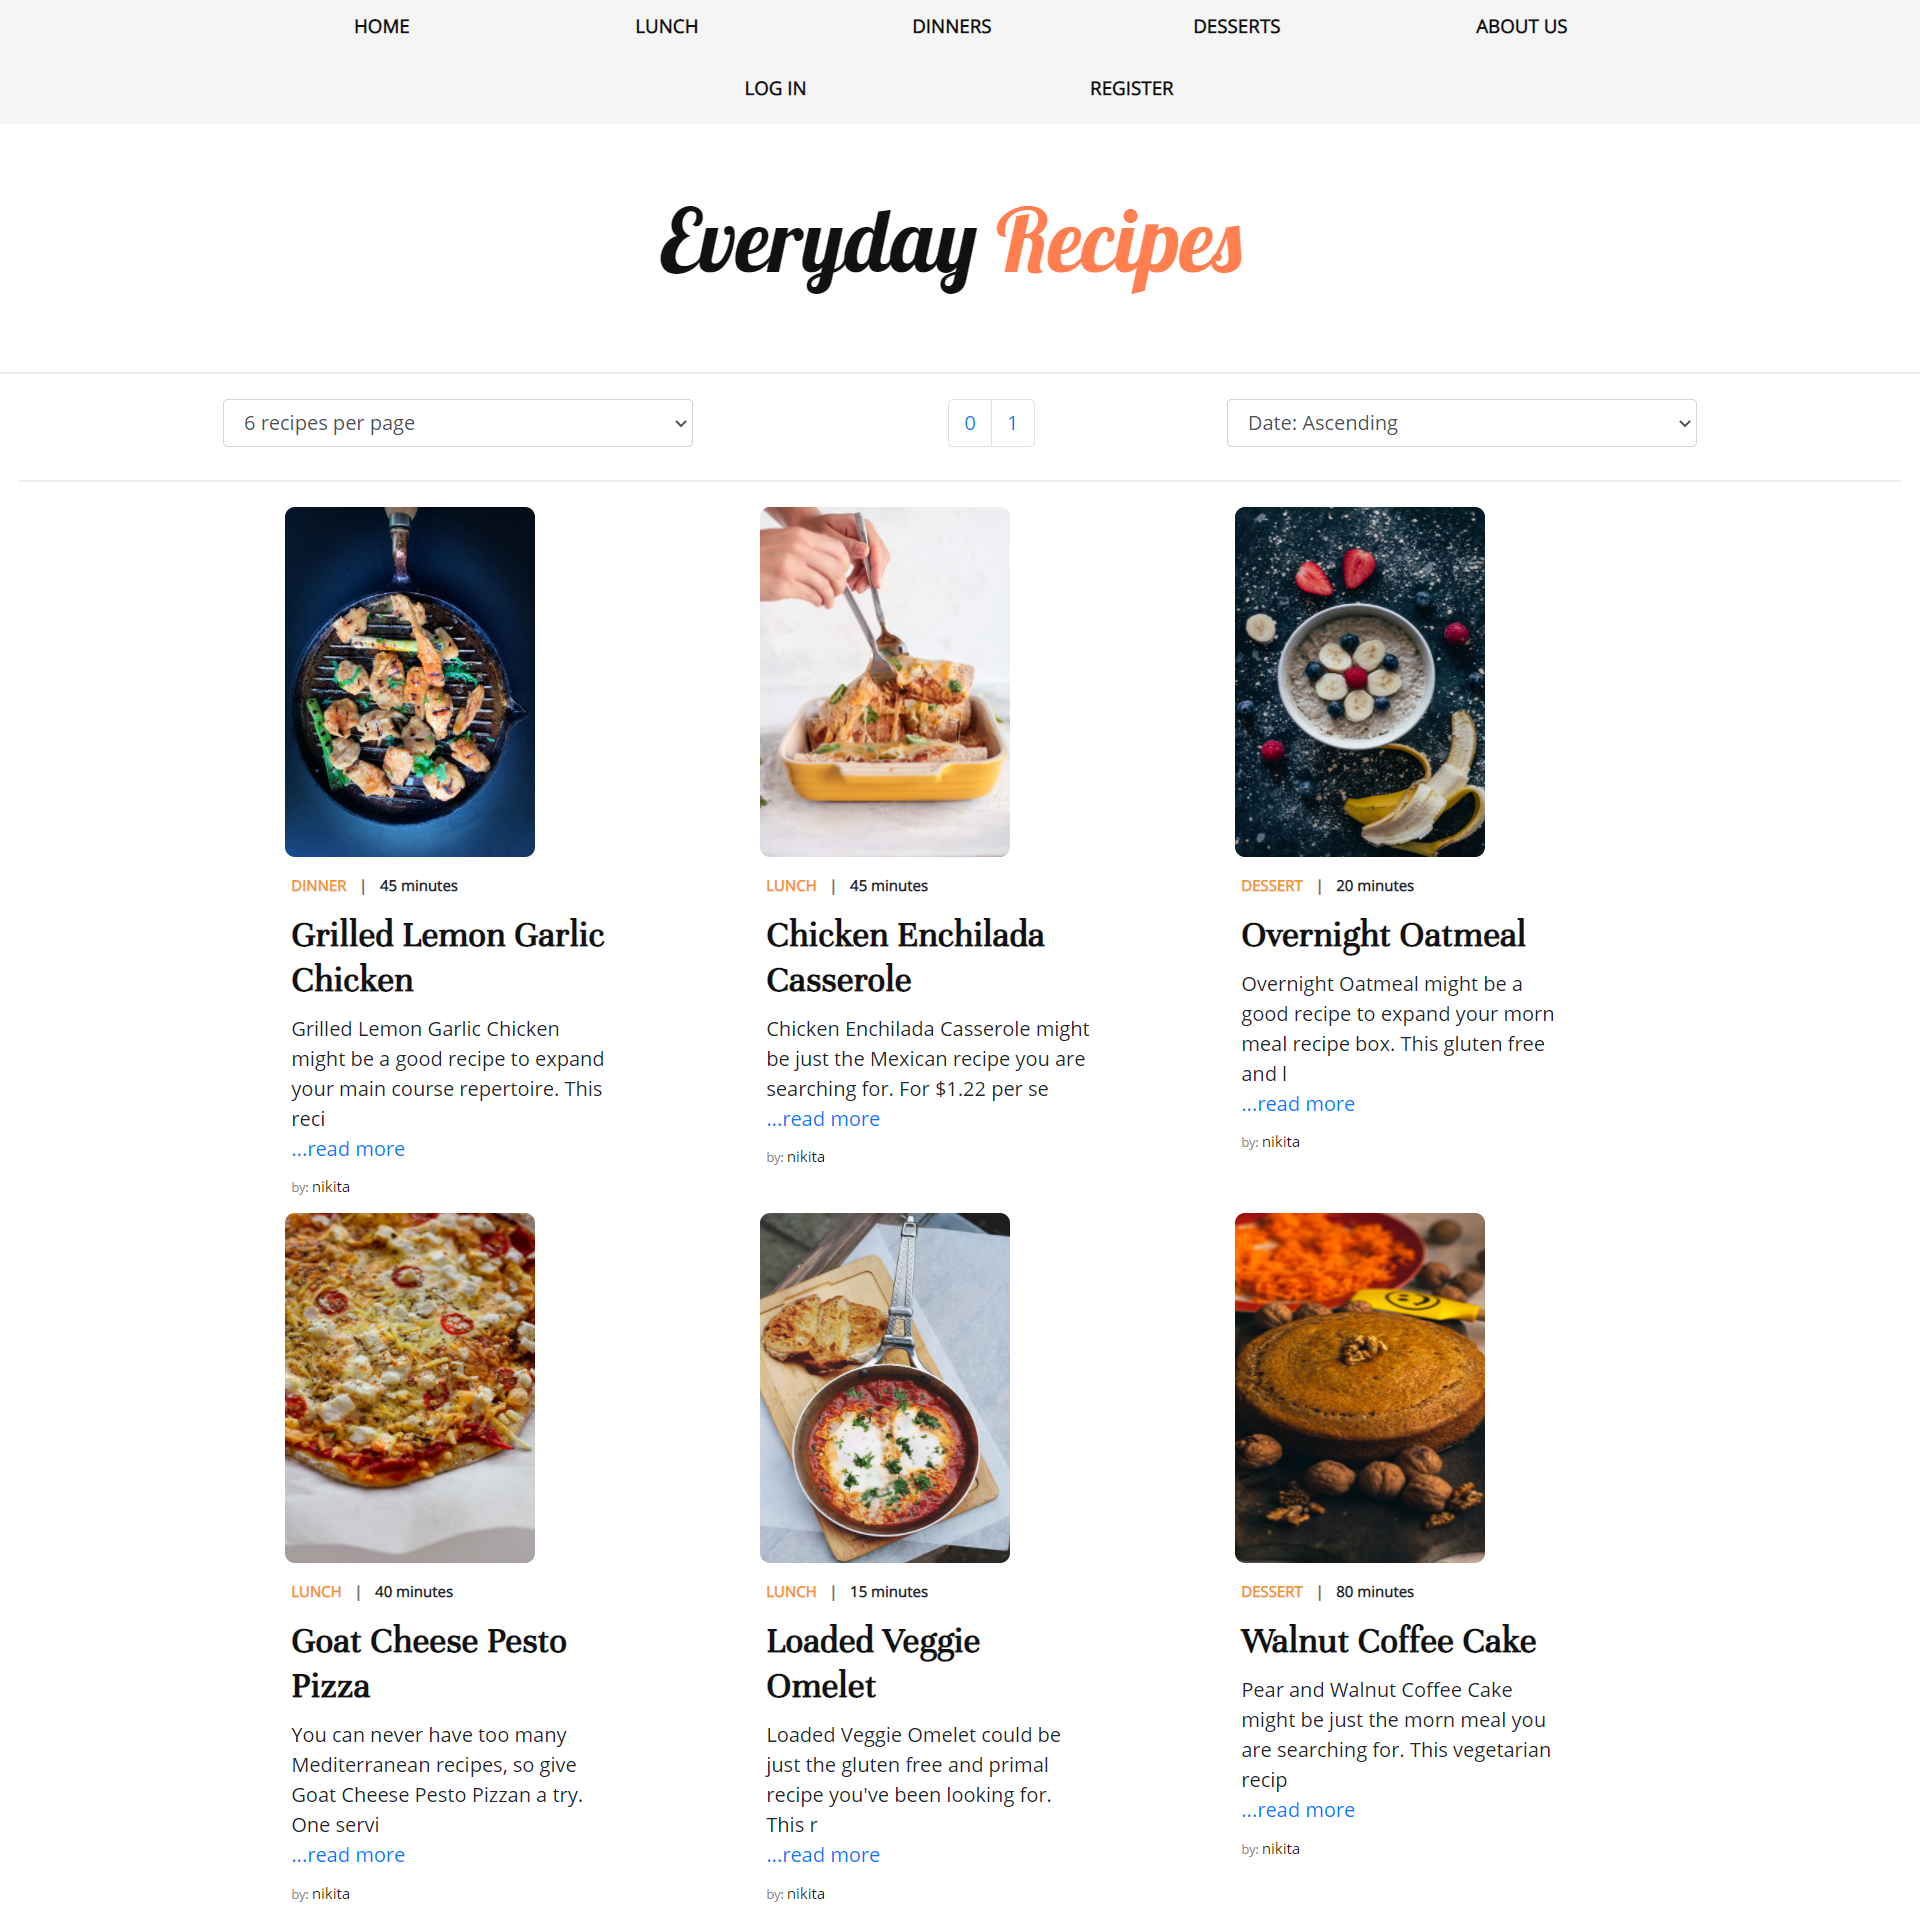 HOME LUNCH DINNERS DESSERTS ABOUT US
LOG IN REGISTER
Everyday Recipes
6 recipes per page 0 1 Date: Ascending
DINNER | 45 minutes
Grilled Lemon Garlic
Chicken
Grilled Lemon Garlic Chicken
might be a good recipe to expand
your main course repertoire. This
reci
...read more
by: nikita
LUNCH | 45 minutes
Chicken Enchilada
Casserole
Chicken Enchilada Casserole might
be just the Mexican recipe you are
searching for. For $1.22 per se
...read more
by: nikita
DESSERT | 20 minutes
Overnight Oatmeal
Overnight Oatmeal might be a
good recipe to expand your morn
meal recipe box. This gluten free
and l
...read more
by: nikita
LUNCH | 40 minutes
Goat Cheese Pesto
Pizza
You can never have too many
Mediterranean recipes, so give
Goat Cheese Pesto Pizzan a try.
One servi
...read more
by: nikita
LUNCH | 15 minutes
Loaded Veggie
Omelet
Loaded Veggie Omelet could be
just the gluten free and primal
recipe you've been looking for.
This r
...read more
by: nikita
DESSERT | 80 minutes
Walnut Coffee Cake
Pear and Walnut Coffee Cake
might be just the morn meal you
are searching for. This vegetarian
recip
...read more
by: nikita